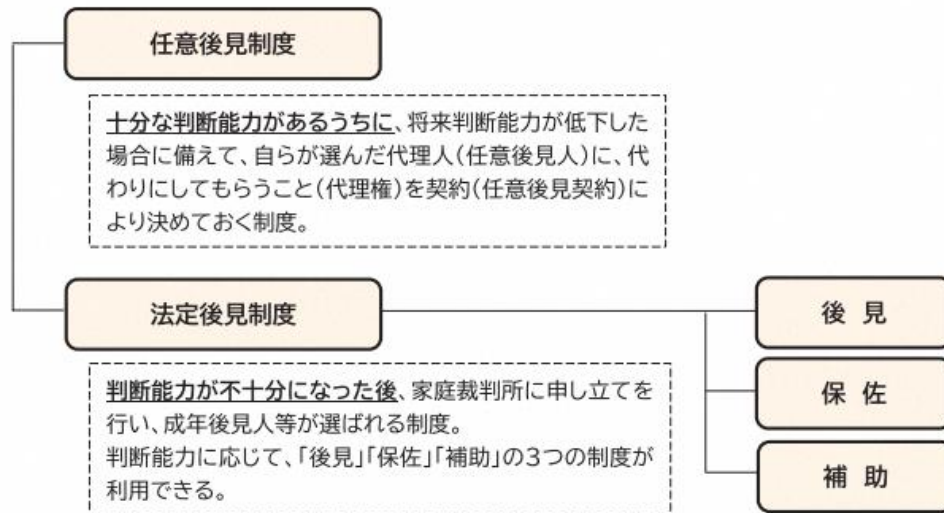 任意後見制度
十分な判断能力があるうちに、将来判断能力が低下した
場合に備えて、自らが選んだ代理人(任意後見人)に、代
わりにしてもらうこと(代理権)を契約(任意後見契約)に
より決めておく制度。
法定後見制度
判断能力が不十分になった後、家庭裁判所に申し立てを
行い、成年後見人等が選ばれる制度。
判断能力に応じて、「後見」「保佐」「補助」の3つの制度が
利用できる。
後 見
保 佐
補 助